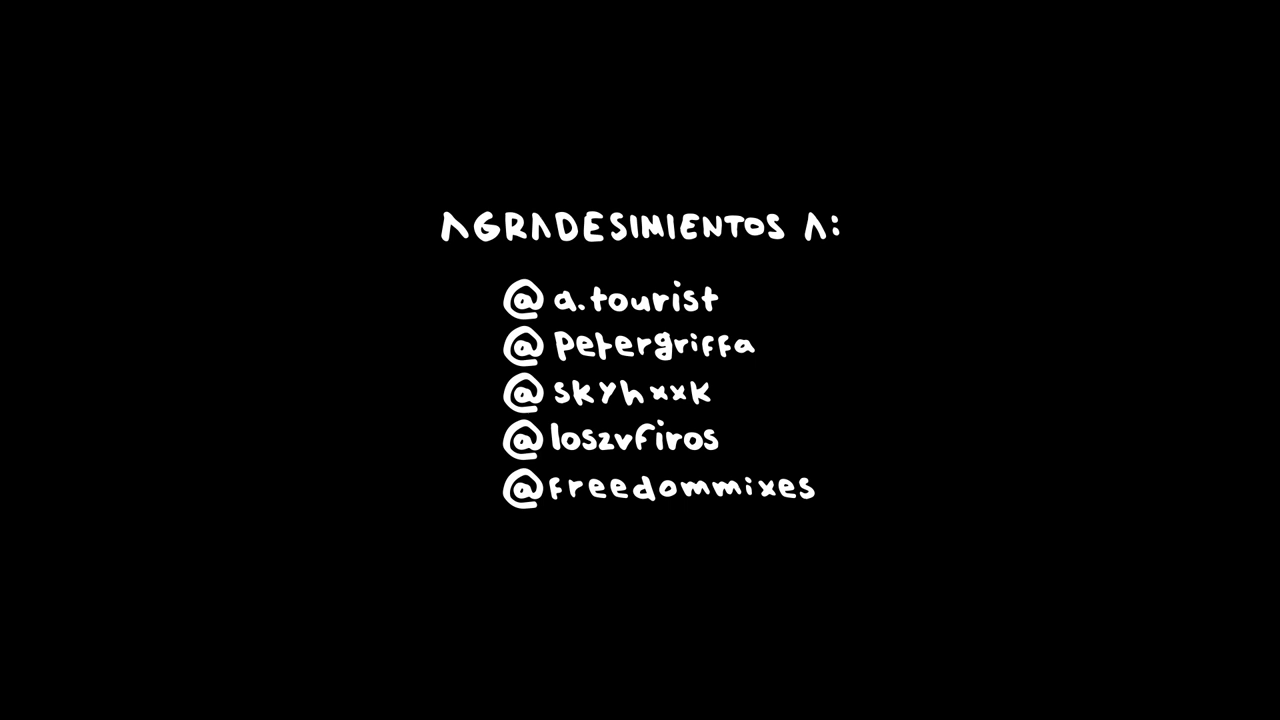 AGRADESIMIENTOS A:
@a.tourist
@petergriffa
@skyhxxk
@loszvfiros
@freedommixes